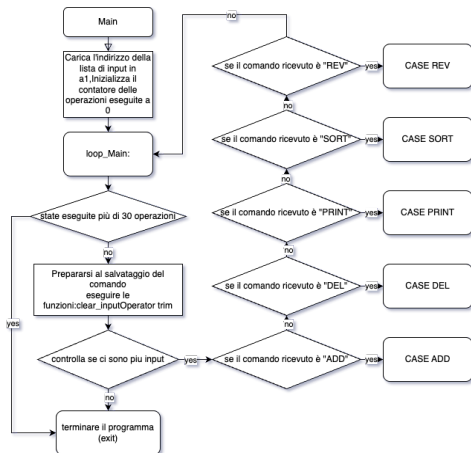 Main
Carica l'indirizzo della
lista di input in
a1,Inizializza il
contatore delle
operazioni eseguite a
0
loop_Main:
state eseguite più di 30 operazioni
no
yes
Prepararsi al salvataggio del
comando
eseguire le
funzioni:clear_inputOperator trim
controlla se ci sono piu input
yes
no
terminare il programma
(exit)
no
se il comando ricevuto è "REV"
yes
CASE REV
no
se il comando ricevuto è "SORT"
yes
CASE SORT
no
se il comando ricevuto è "PRINT"
yes
CASE PRINT
no
se il comando ricevuto è "DEL"
yes
CASE DEL
no
se il comando ricevuto è "ADD"
yes
CASE ADD